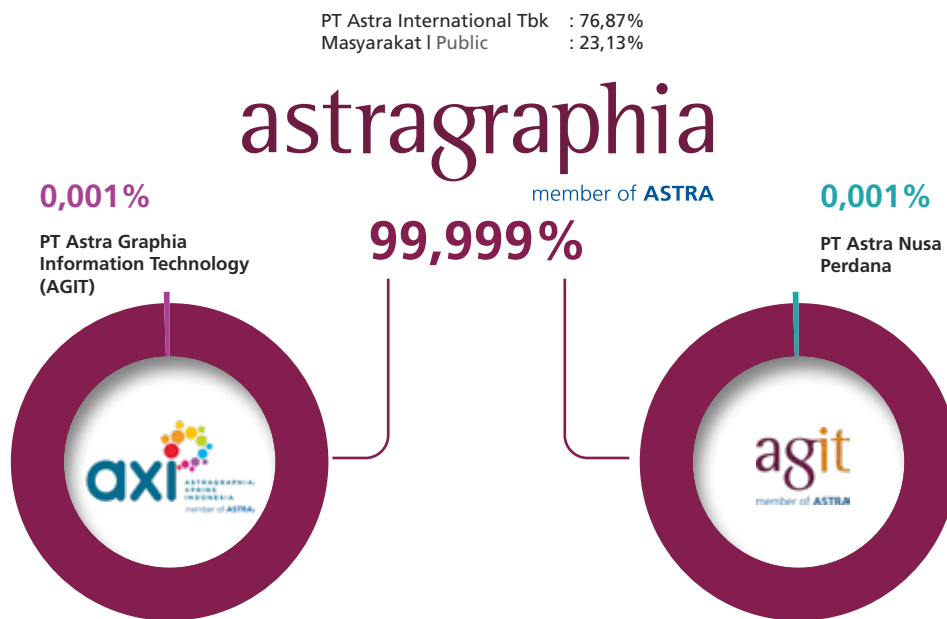 PT Astra International Tbk : 76,87%
Masyarakat | Public : 23,13%
astragraphia
member of ASTRA
0,001%
PT Astra Graphia
Information Technology
(AGIT)
99,999%
0,001%
PT Astra Nusa
Perdana
axi
ASTRAGRAPHIA
XPRINS
INDONESIA
member of ASTRA
agit
member of ASTRA